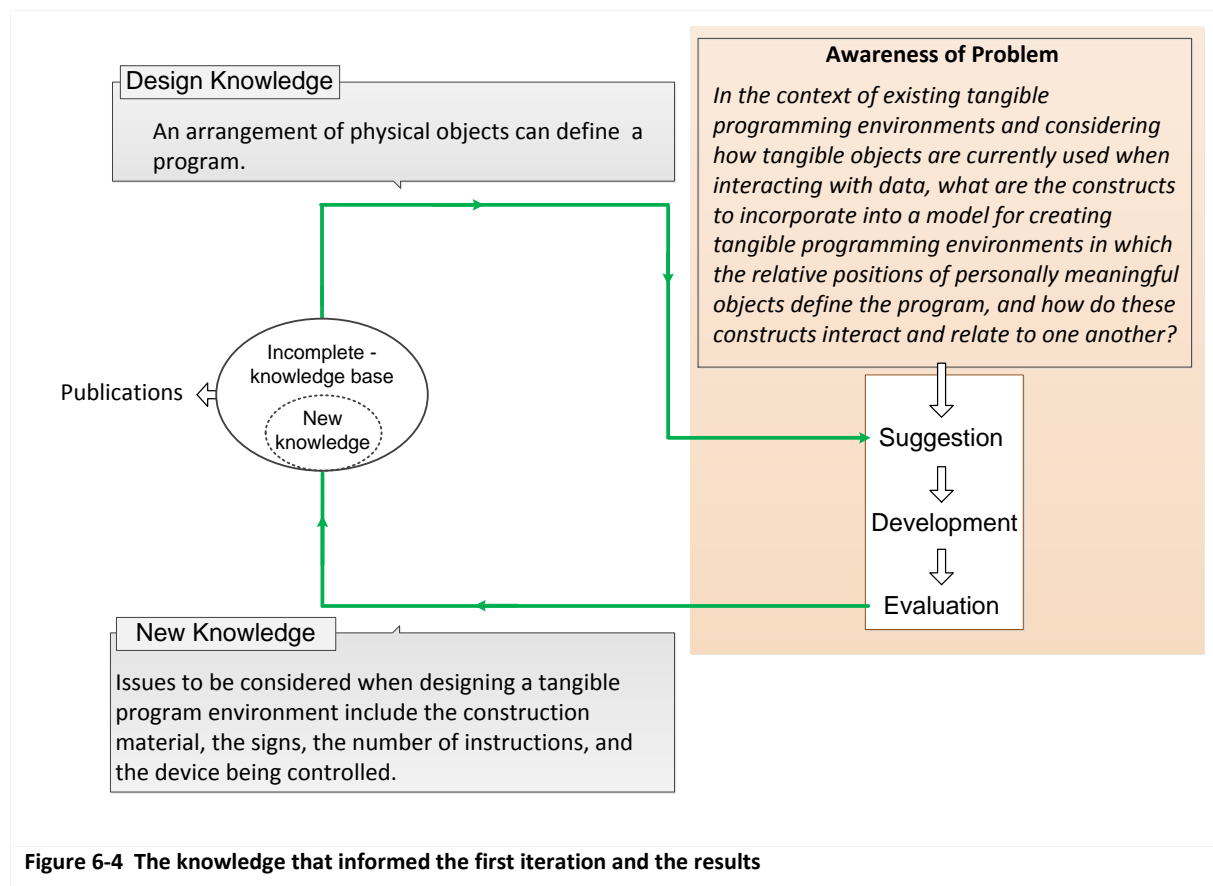 Design Knowledge
An arrangement of physical objects can define a
program.
Awareness of Problem
In the context of existing tangible
programming environments and considering
how tangible objects are currently used when
interacting with data, what are the constructs
to incorporate into a model for creating
tangible programming environments in which
the relative positions of personally meaningful
objects define the program, and how do these
constructs interact and relate to one another?
Incomplete -
knowledge base
New
knowledge
Publications
Suggestion
Development
Evaluation
New Knowledge
Issues to be considered when designing a tangible
program environment include the construction
material, the signs, the number of instructions, and
the device being controlled.
Figure 6-4 The knowledge that informed the first iteration and the results